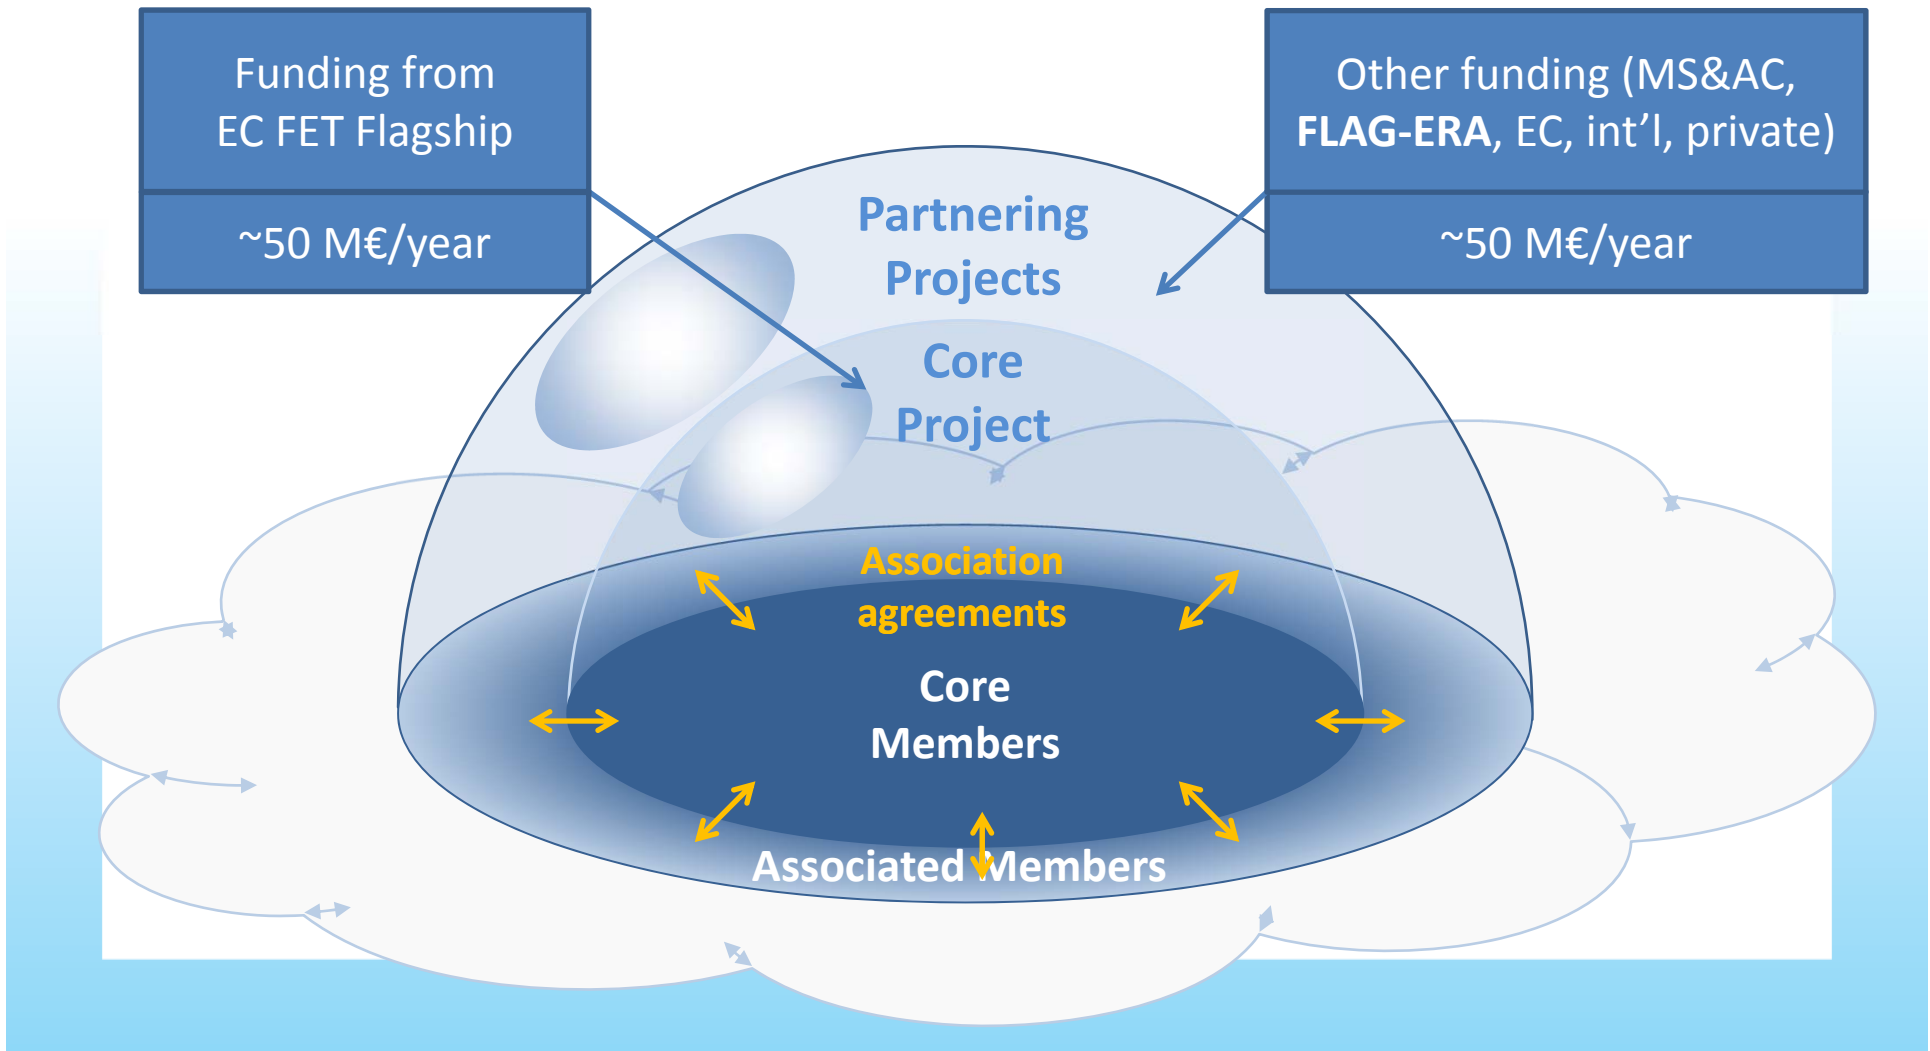 Funding from
EC FET Flagship
~50 M€/year
Other funding (MS&AC,
FLAG-ERA, EC, int’l, private)
~50 M€/year
Partnering
Projects
Core
Project
Association
agreements
Core
Members
Associated Members